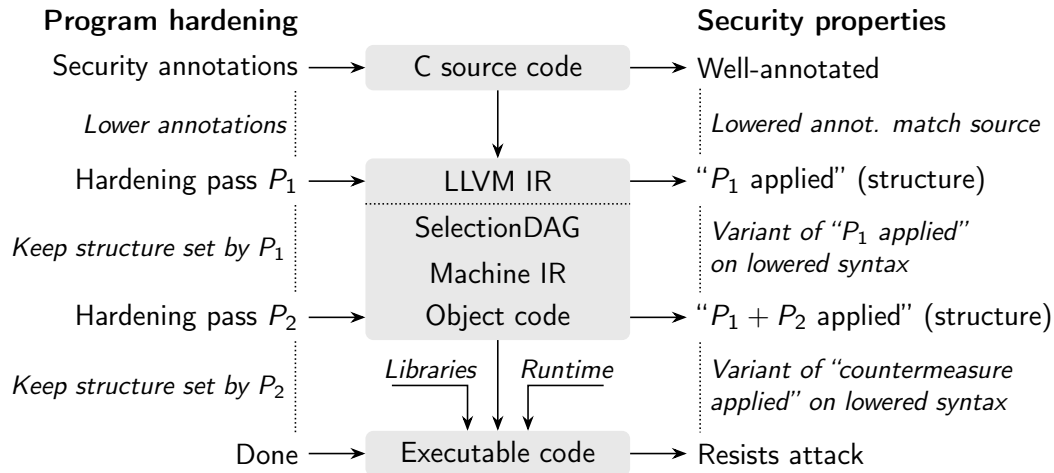 Program hardening
Security properties
Security annotations
C source code
Well-annotated
Lower annotations
Lowered annot. match source
Hardening pass P₁
LLVM IR
“P₁ applied” (structure)
SelectionDAG
Keep structure set by P₁
Variant of “P₁ applied”
on lowered syntax
Machine IR
Hardening pass P₂
Object code
“P₁ + P₂ applied” (structure)
Keep structure set by P₂
Libraries
Runtime
Variant of “countermeasure
applied” on lowered syntax
Done
Executable code
Resists attack